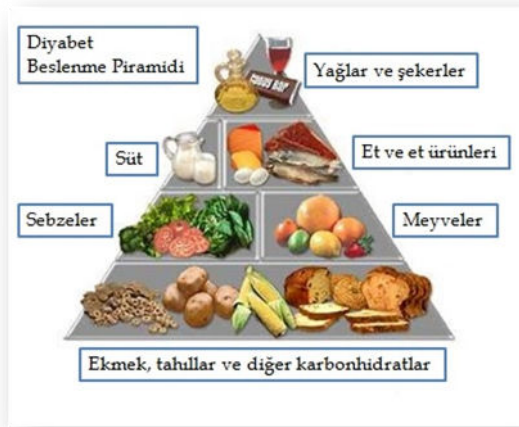 Diyabet
Beslenme Piramidi
Yağlar ve şekerler
Süt
Et ve et ürünleri
Sebzeler
Meyveler
Ekmek, tahıllar ve diğer karbonhidratlar